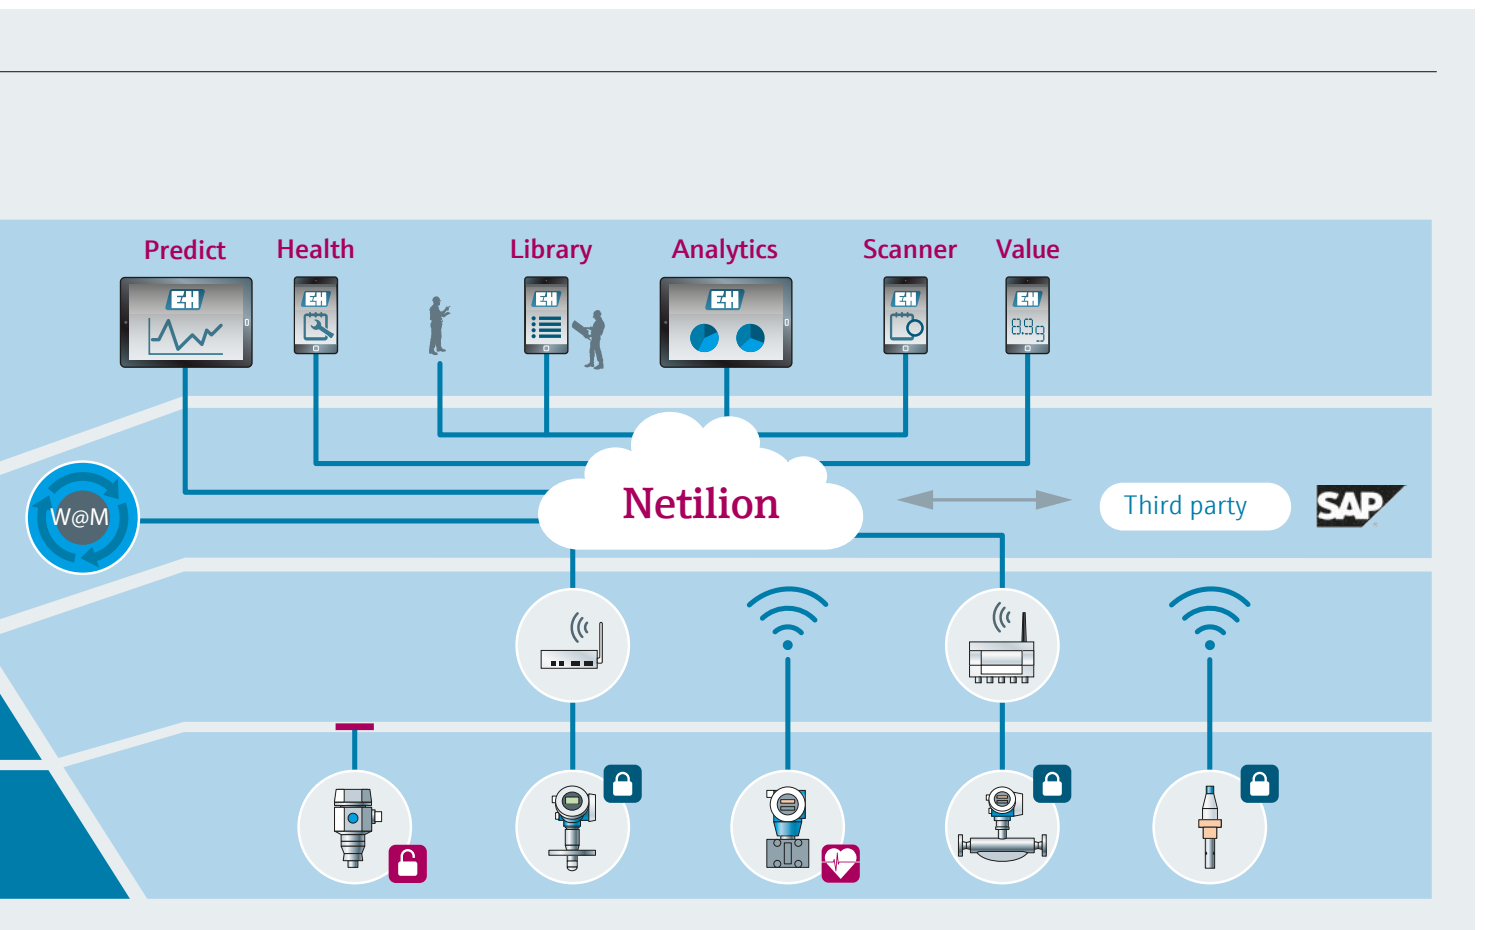 Predict Health Library Analytics Scanner Value
EH EH EH EH EH EH
8.9g
Netilion
W@M
Third party
SAP